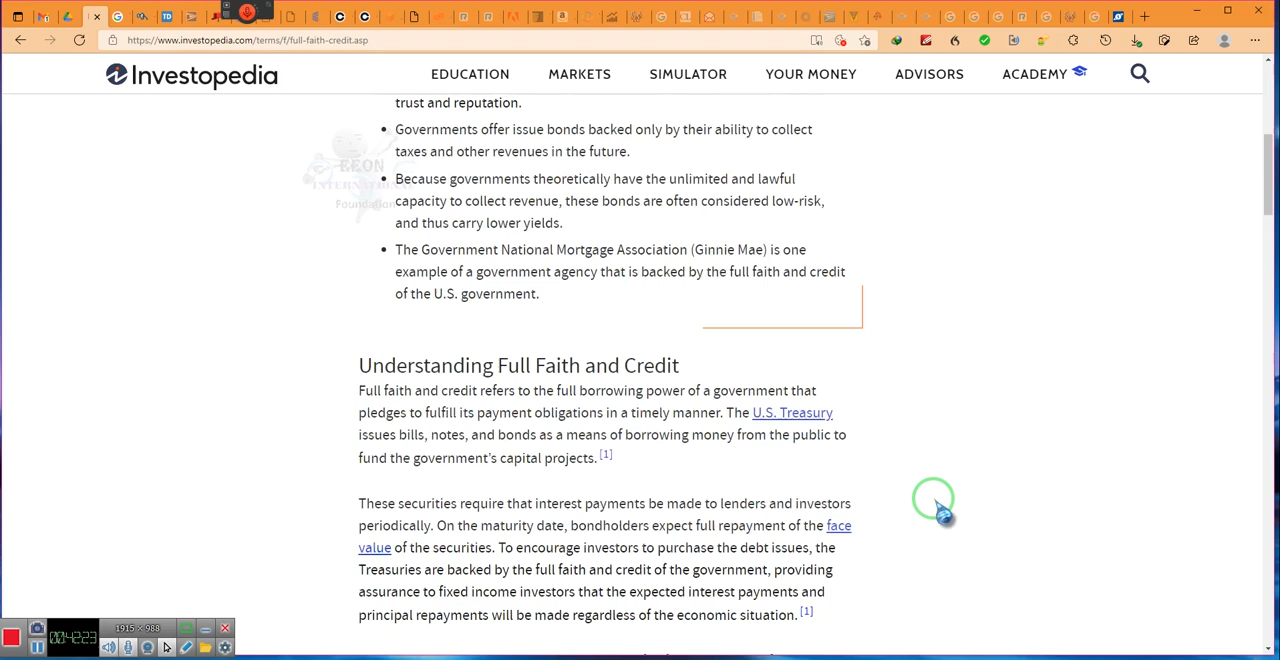 https://www.investopedia.com/terms/f/full-faith-credit.asp
Investopedia
EDUCATION MARKETS SIMULATOR YOUR MONEY ADVISORS ACADEMY
trust and reputation.
• Governments offer issue bonds backed only by their ability to collect
taxes and other revenues in the future.
• Because governments theoretically have the unlimited and lawful
capacity to collect revenue, these bonds are often considered low-risk,
and thus carry lower yields.
• The Government National Mortgage Association (Ginnie Mae) is one
example of a government agency that is backed by the full faith and credit
of the U.S. government.
BEON
INTERNATIONAL
Foundation
Understanding Full Faith and Credit
Full faith and credit refers to the full borrowing power of a government that
pledges to fulfill its payment obligations in a timely manner. The U.S. Treasury
issues bills, notes, and bonds as a means of borrowing money from the public to
fund the government's capital projects. [1]
These securities require that interest payments be made to lenders and investors
periodically. On the maturity date, bondholders expect full repayment of the face
value of the securities. To encourage investors to purchase the debt issues, the
Treasuries are backed by the full faith and credit of the government, providing
assurance to fixed income investors that the expected interest payments and
principal repayments will be made regardless of the economic situation. [1]
00:42:23
1915 x 988